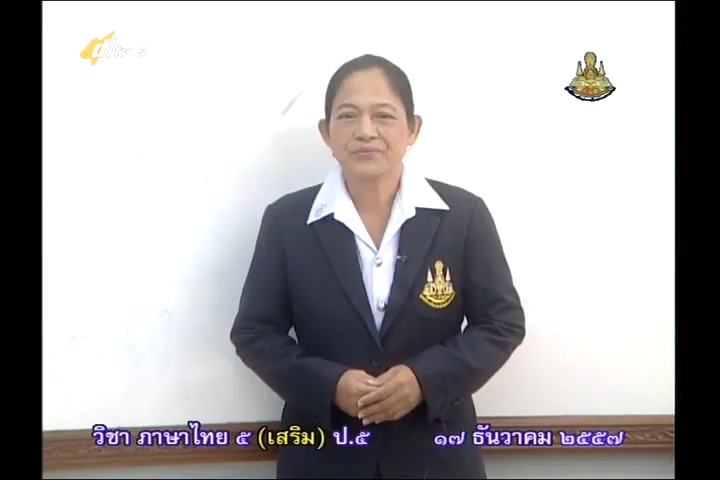 วิชา ภาษาไทย ๕ (เสริม) ป.๕ ๑๗ ธันวาคม ๒๕๕๗